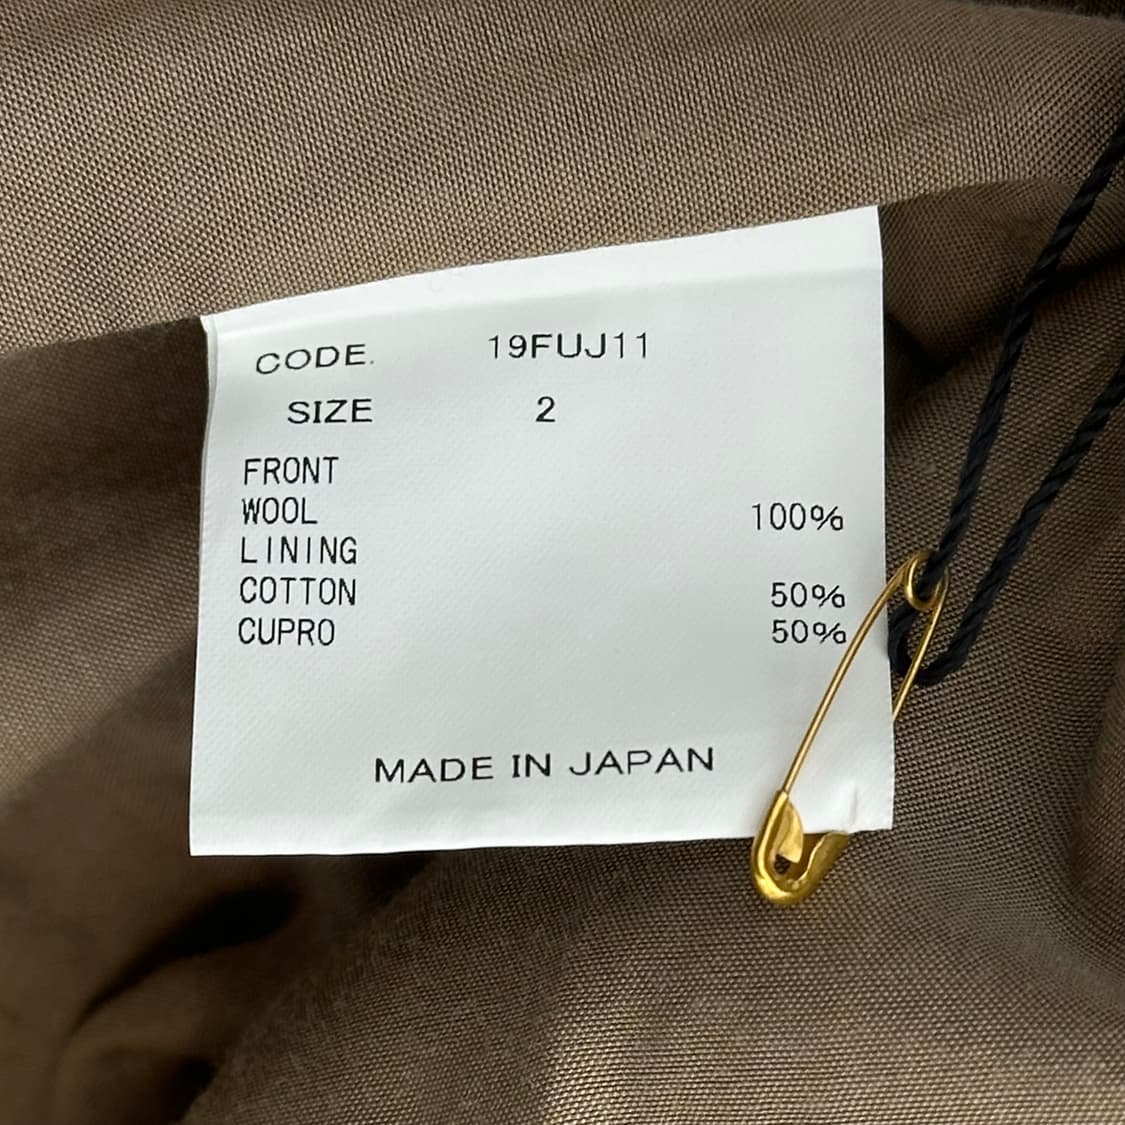 CODE. 19FUJ11
SIZE 2
FRONT
WOOL 100%
LINING
COTTON 50%
CUPRO 50%
MADE IN JAPAN